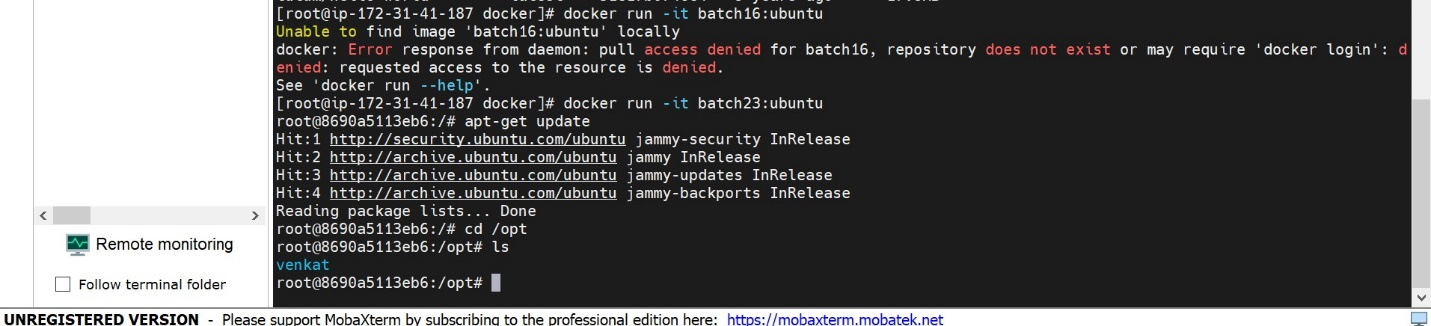 [root@ip-172-31-41-187 docker]# docker run -it batch16:ubuntu
Unable to find image 'batch16:ubuntu' locally
docker: Error response from daemon: pull access denied for batch16, repository does not exist or may require 'docker login': d
enied: requested access to the resource is denied.
See 'docker run --help'.
[root@ip-172-31-41-187 docker]# docker run -it batch23:ubuntu
root@8690a5113eb6:/# apt-get update
Hit:1 http://security.ubuntu.com/ubuntu jammy-security InRelease
Hit:2 http://archive.ubuntu.com/ubuntu jammy InRelease
Hit:3 http://archive.ubuntu.com/ubuntu jammy-updates InRelease
Hit:4 http://archive.ubuntu.com/ubuntu jammy-backports InRelease
Reading package lists... Done
root@8690a5113eb6:/# cd /opt
root@8690a5113eb6:/opt# ls
venkat
root@8690a5113eb6:/opt#
Remote monitoring
Follow terminal folder
UNREGISTERED VERSION - Please support MobaXterm by subscribing to the professional edition here: https://mobaxterm.mobatek.net